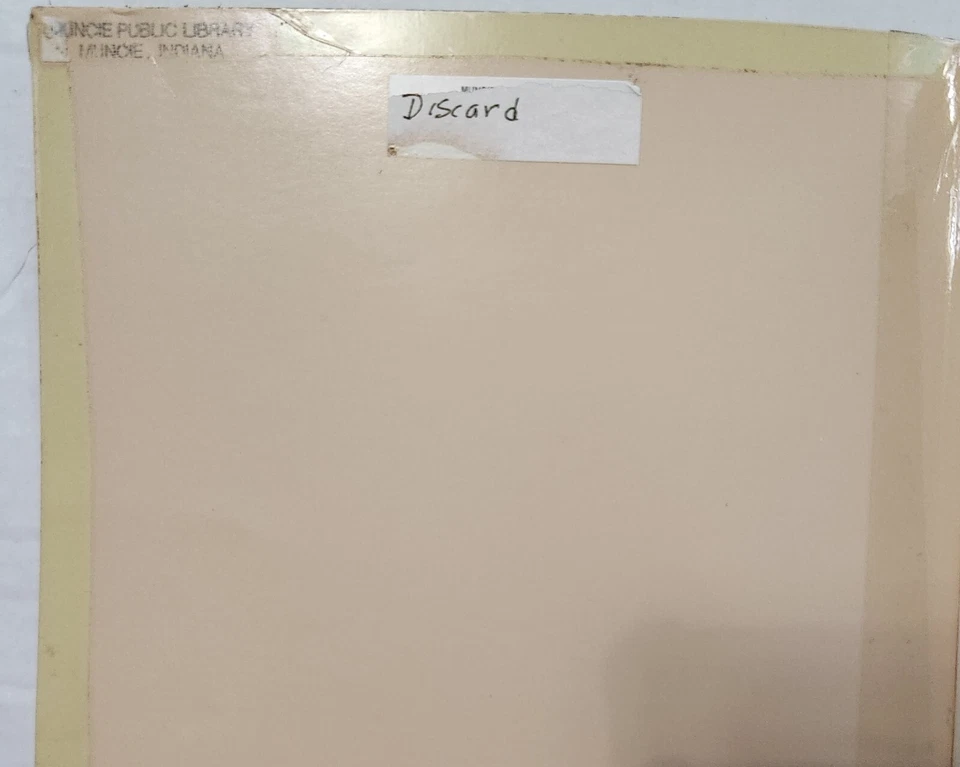 MUNCIE PUBLIC LIBRARY
MUNCIE, INDIANA
Discard